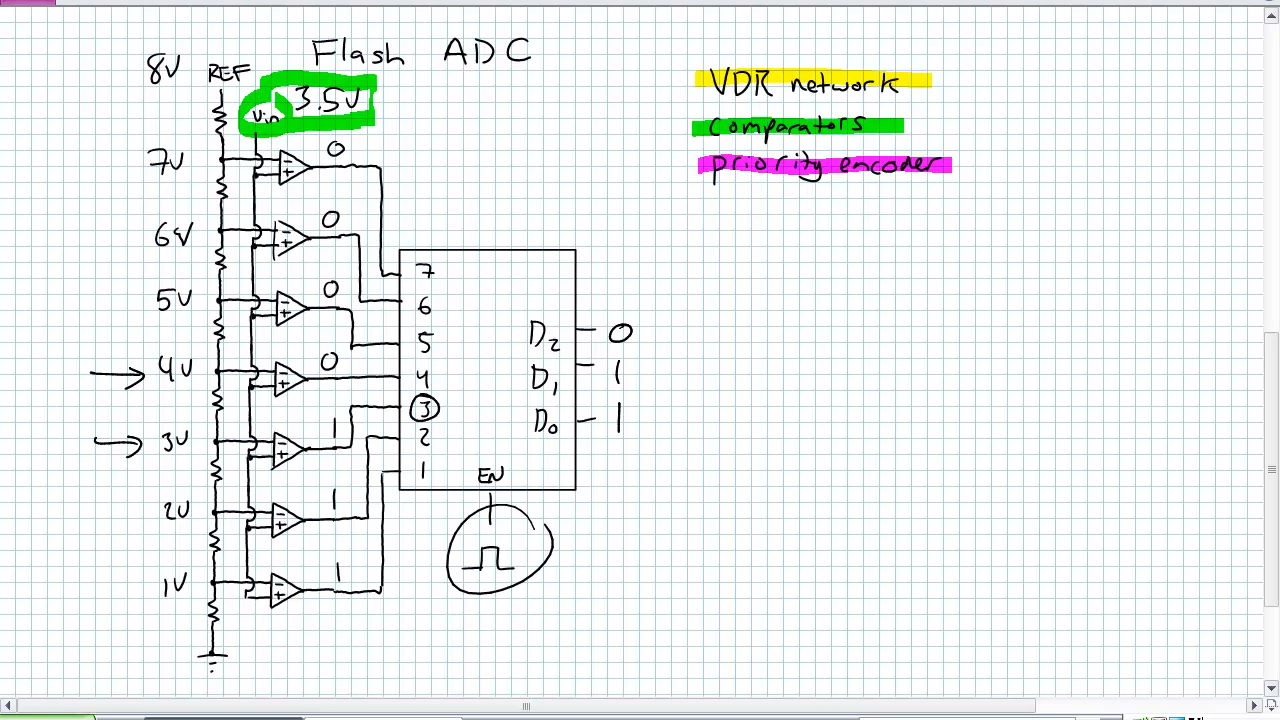 Flash ADC
8V REF
Vin 3.5V
VDR network
comparators
priority encoder
7V - + 0
6V - + 0
5V - + 0
4V - + 0
3V - + 1
2V - + 1
1V - + 1
7
6
5
4
3
2
1
D2 0
D1 1
D0 1
EN